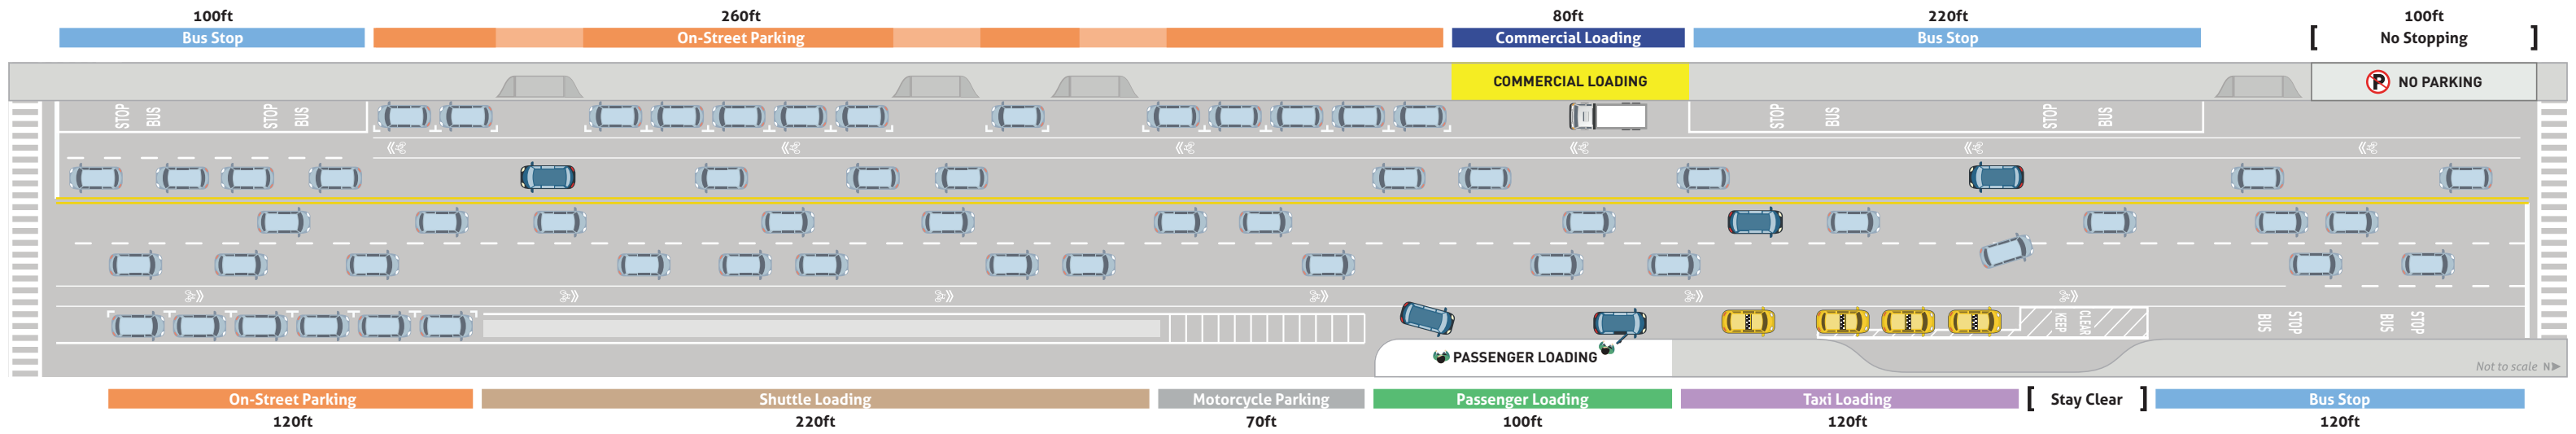 100ft 260ft 80ft 220ft 100ft
Bus Stop On-Street Parking Commercial Loading Bus Stop [ No Stopping ]
COMMERCIAL LOADING P NO PARKING
STOP BUS STOP BUS STOP BUS STOP BUS
KEEP CLEAR BUS STOP BUS STOP
PASSENGER LOADING
Not to scale N
On-Street Parking Shuttle Loading Motorcycle Parking Passenger Loading Taxi Loading [ Stay Clear ] Bus Stop
120ft 220ft 70ft 100ft 120ft 120ft